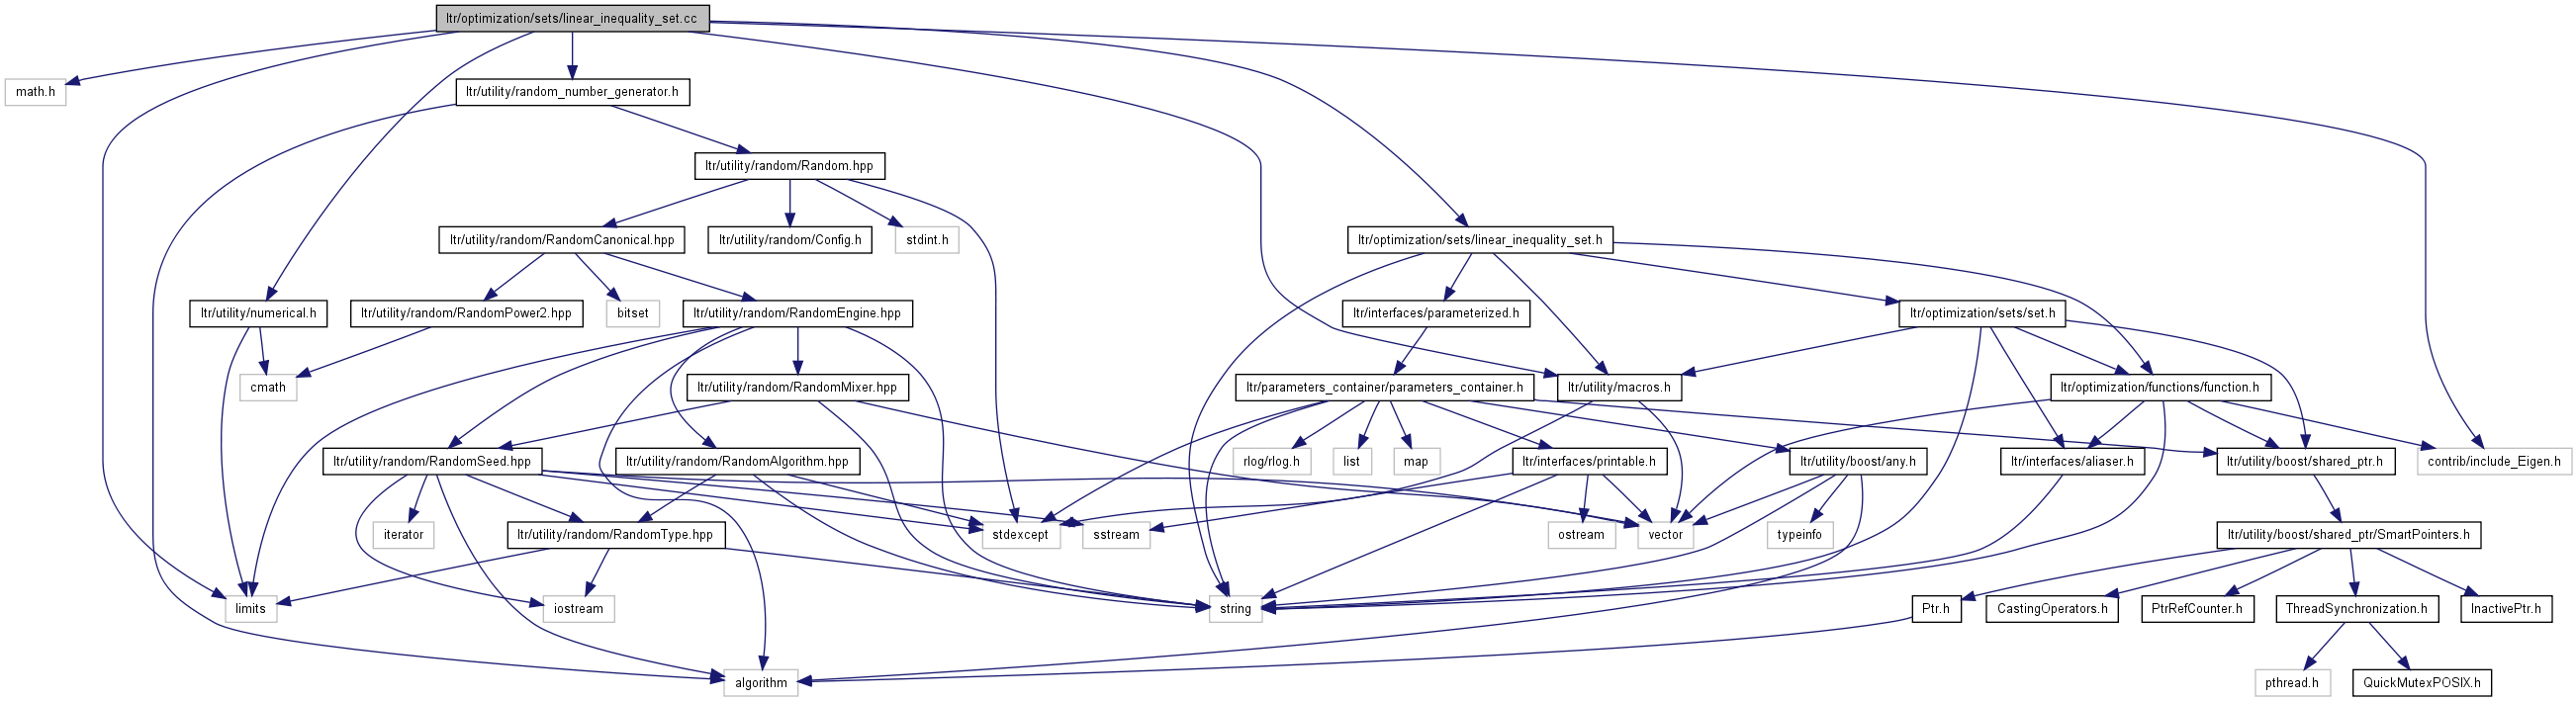 ltr/optimization/sets/linear_inequality_set.cc
math.h
ltr/utility/random_number_generator.h
ltr/utility/random/Random.hpp
ltr/utility/random/RandomCanonical.hpp
ltr/utility/random/Config.h
stdint.h
ltr/optimization/sets/linear_inequality_set.h
ltr/utility/numerical.h
ltr/utility/random/RandomPower2.hpp
bitset
ltr/utility/random/RandomEngine.hpp
ltr/interfaces/parameterized.h
ltr/optimization/sets/set.h
cmath
ltr/utility/random/RandomMixer.hpp
ltr/parameters_container/parameters_container.h
ltr/utility/macros.h
ltr/optimization/functions/function.h
ltr/utility/random/RandomSeed.hpp
ltr/utility/random/RandomAlgorithm.hpp
rlog/rlog.h
list
map
ltr/interfaces/printable.h
ltr/utility/boost/any.h
ltr/interfaces/aliaser.h
ltr/utility/boost/shared_ptr.h
contrib/include_Eigen.h
iterator
ltr/utility/random/RandomType.hpp
stdexcept
sstream
ostream
vector
typeinfo
ltr/utility/boost/shared_ptr/SmartPointers.h
limits
iostream
string
Ptr.h
CastingOperators.h
PtrRefCounter.h
ThreadSynchronization.h
InactivePtr.h
algorithm
pthread.h
QuickMutexPOSIX.h